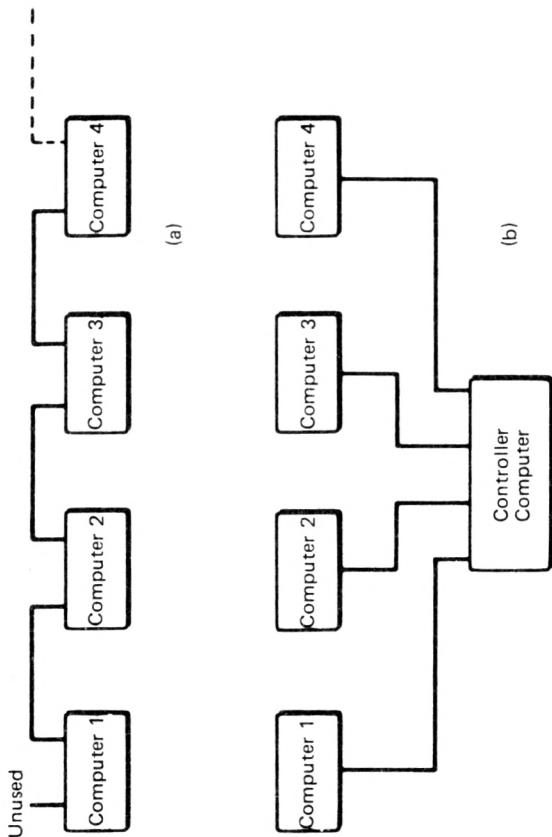 Unused
Computer 1
Computer 2
Computer 3
Computer 4
(a)
Computer 1
Computer 2
Computer 3
Computer 4
Controller
Computer
(b)